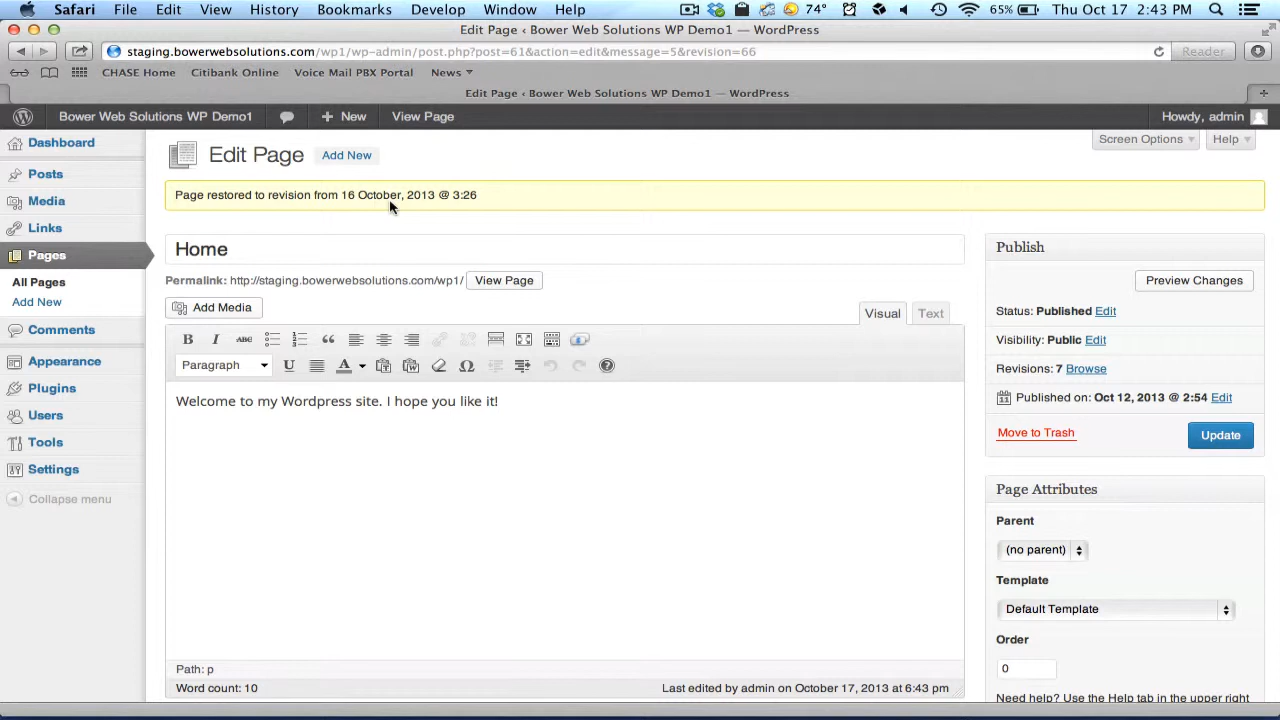 Safari File Edit View History Bookmarks Develop Window Help 74° 65% Thu Oct 17 2:43 PM
Edit Page ‹ Bower Web Solutions WP Demo1 — WordPress
staging.bowerwebsolutions.com/wp1/wp-admin/post.php?post=61&action=edit&message=5&revision=66 Reader
CHASE Home Citibank Online Voice Mail PBX Portal News
Edit Page ‹ Bower Web Solutions WP Demo1 — WordPress
Bower Web Solutions WP Demo1 + New View Page Howdy, admin
Screen Options Help
Dashboard
Posts
Media
Links
Pages
All Pages
Add New
Comments
Appearance
Plugins
Users
Tools
Settings
Collapse menu
Edit Page Add New
Page restored to revision from 16 October, 2013 @ 3:26
Home
Permalink: http://staging.bowerwebsolutions.com/wp1/ View Page
Add Media
Visual Text
B I ABC
Paragraph U A Ω
Welcome to my Wordpress site. I hope you like it!
Path: p
Word count: 10 Last edited by admin on October 17, 2013 at 6:43 pm
Publish
Preview Changes
Status: Published Edit
Visibility: Public Edit
Revisions: 7 Browse
Published on: Oct 12, 2013 @ 2:54 Edit
Move to Trash Update
Page Attributes
Parent
(no parent)
Template
Default Template
Order
0
Need help? Use the Help tab in the upper right